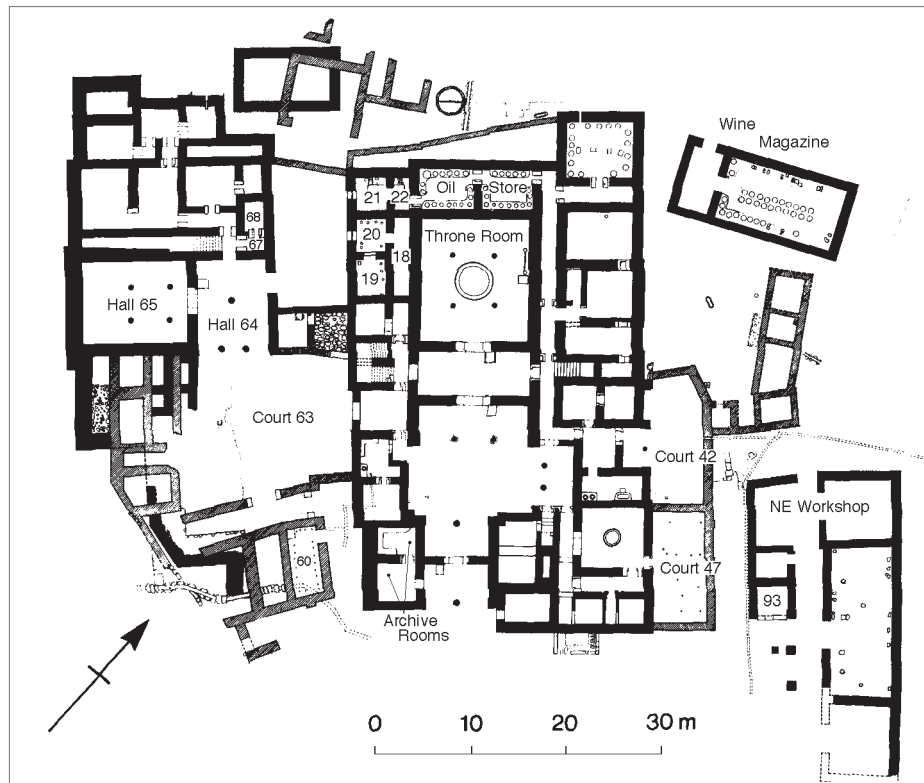 Wine
Magazine
21
22
Oil
Store
68
67
20
18
19
Throne Room
Hall 65
Hall 64
Court 63
Court 42
NE Workshop
60
Court 47
93
Archive
Rooms
0 10 20 30 m